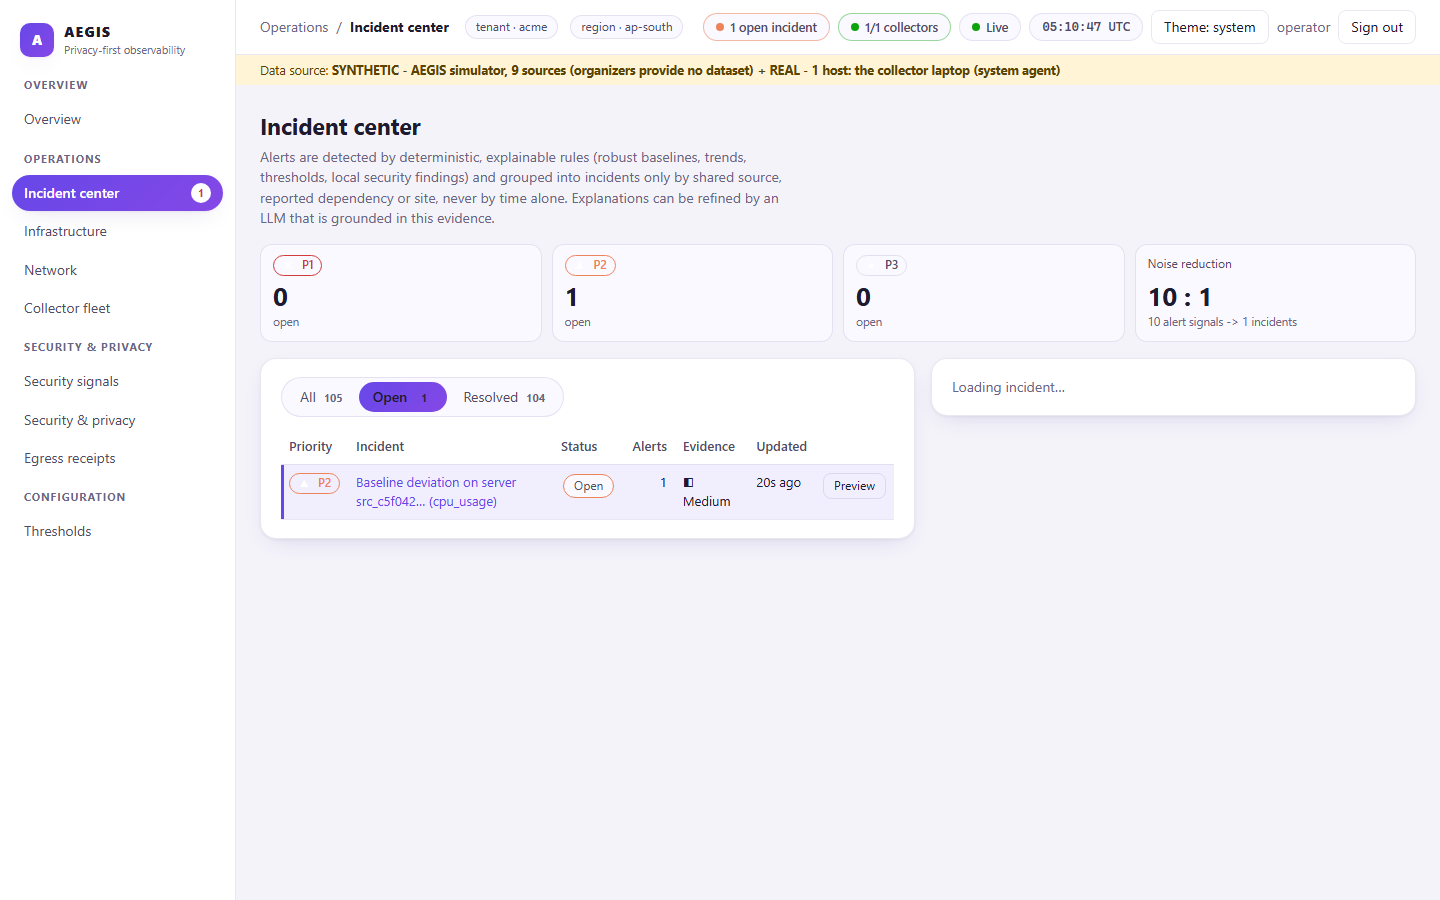 A
AEGIS
Privacy-first observability
OVERVIEW
Overview
OPERATIONS
Incident center 1
Infrastructure
Network
Collector fleet
SECURITY & PRIVACY
Security signals
Security & privacy
Egress receipts
CONFIGURATION
Thresholds
Operations / Incident center tenant · acme region · ap-south 1 open incident 1/1 collectors Live 05:10:47 UTC Theme: system operator Sign out
Data source: SYNTHETIC - AEGIS simulator, 9 sources (organizers provide no dataset) + REAL - 1 host: the collector laptop (system agent)
Incident center
Alerts are detected by deterministic, explainable rules (robust baselines, trends,
thresholds, local security findings) and grouped into incidents only by shared source,
reported dependency or site, never by time alone. Explanations can be refined by an
LLM that is grounded in this evidence.
P1
0
open
P2
1
open
P3
0
open
Noise reduction
10 : 1
10 alert signals -> 1 incidents
All 105 Open 1 Resolved 104
Priority Incident Status Alerts Evidence Updated
P2 Baseline deviation on server src_c5f042... (cpu_usage) Open 1 Medium 20s ago Preview
Loading incident...